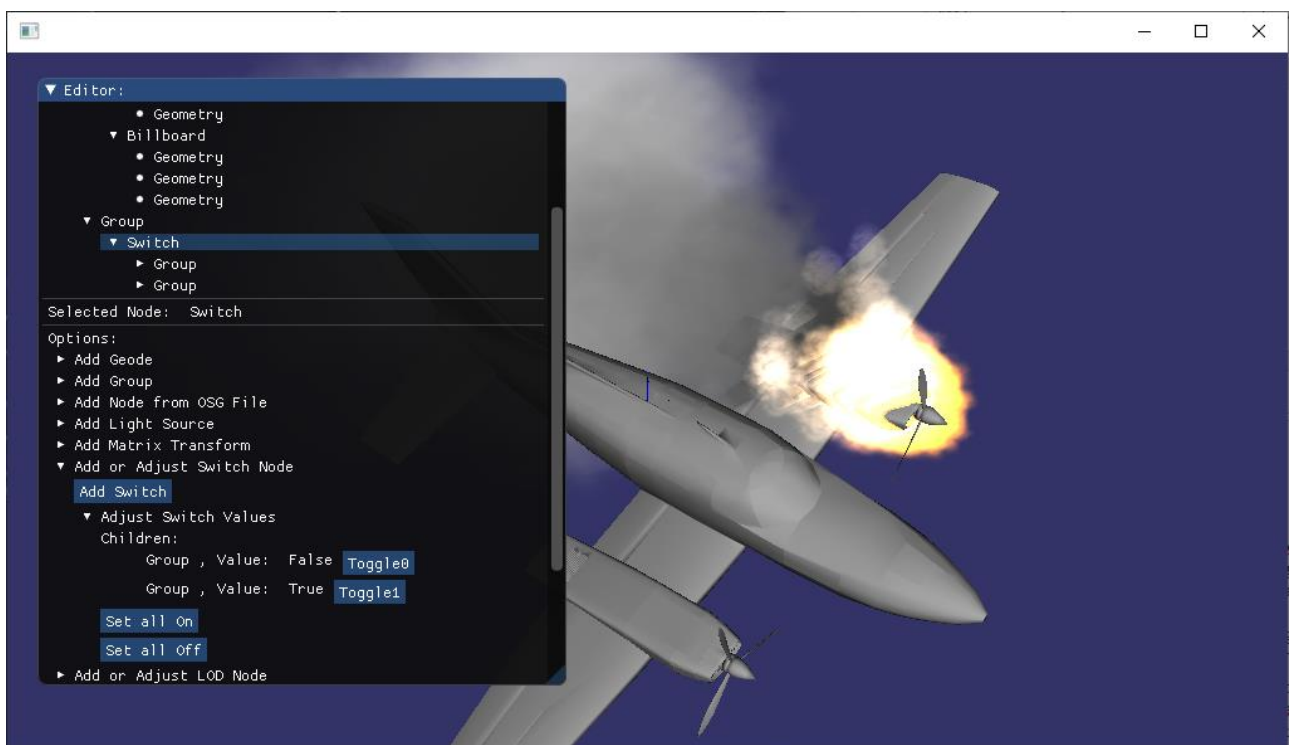 Editor:
Geometry
Billboard
Geometry
Geometry
Geometry
Group
Switch
Group
Group
Selected Node: Switch
Options:
Add Geode
Add Group
Add Node from OSG File
Add Light Source
Add Matrix Transform
Add or Adjust Switch Node
Add Switch
Adjust Switch Values
Children:
Group , Value: False Toggle0
Group , Value: True Toggle1
Set all On
Set all Off
Add or Adjust LOD Node